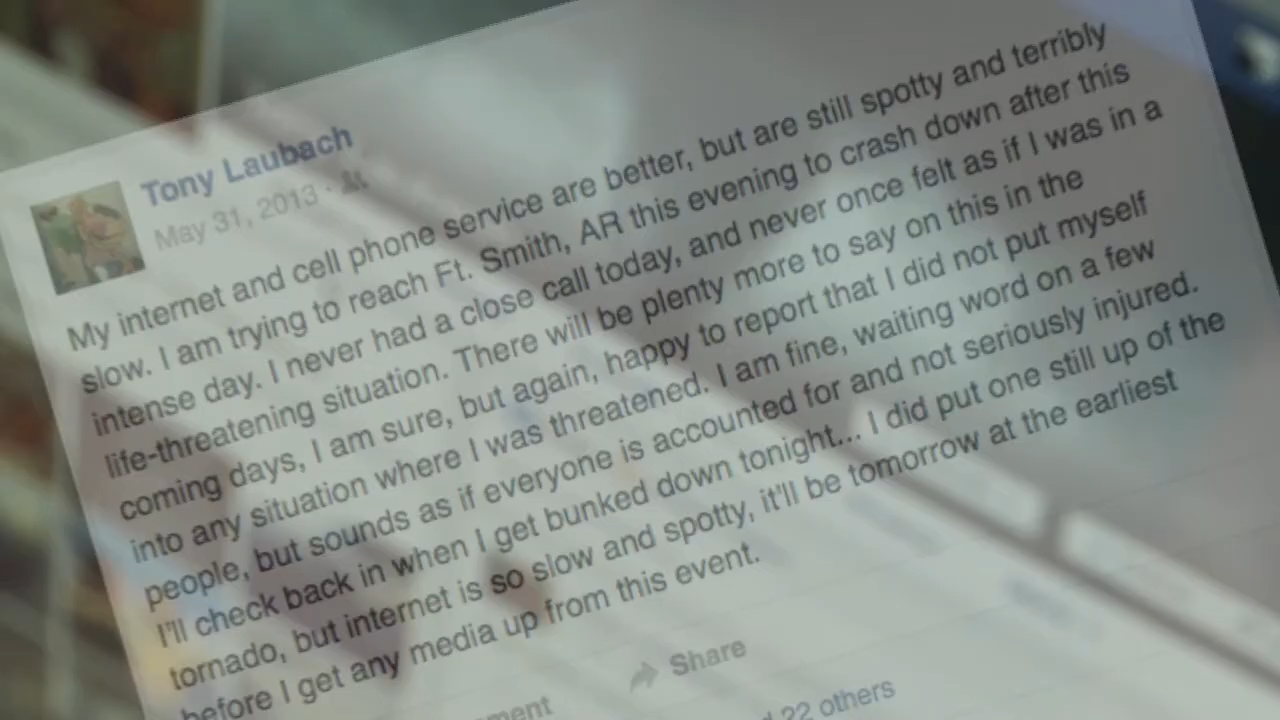 Tony Laubach
May 31, 2013 ·
My internet and cell phone service are better, but are still spotty and terribly
slow. I am trying to reach Ft. Smith, AR this evening to crash down after this
intense day. I never had a close call today, and never once felt as if I was in a
life-threatening situation. There will be plenty more to say on this in the
coming days, I am sure, but again, happy to report that I did not put myself
into any situation where I was threatened. I am fine, waiting word on a few
people, but sounds as if everyone is accounted for and not seriously injured.
I'll check back in when I get bunked down tonight... I did put one still up of the
tornado, but internet is so slow and spotty, it'll be tomorrow at the earliest
before I get any media up from this event.
Share
22 others